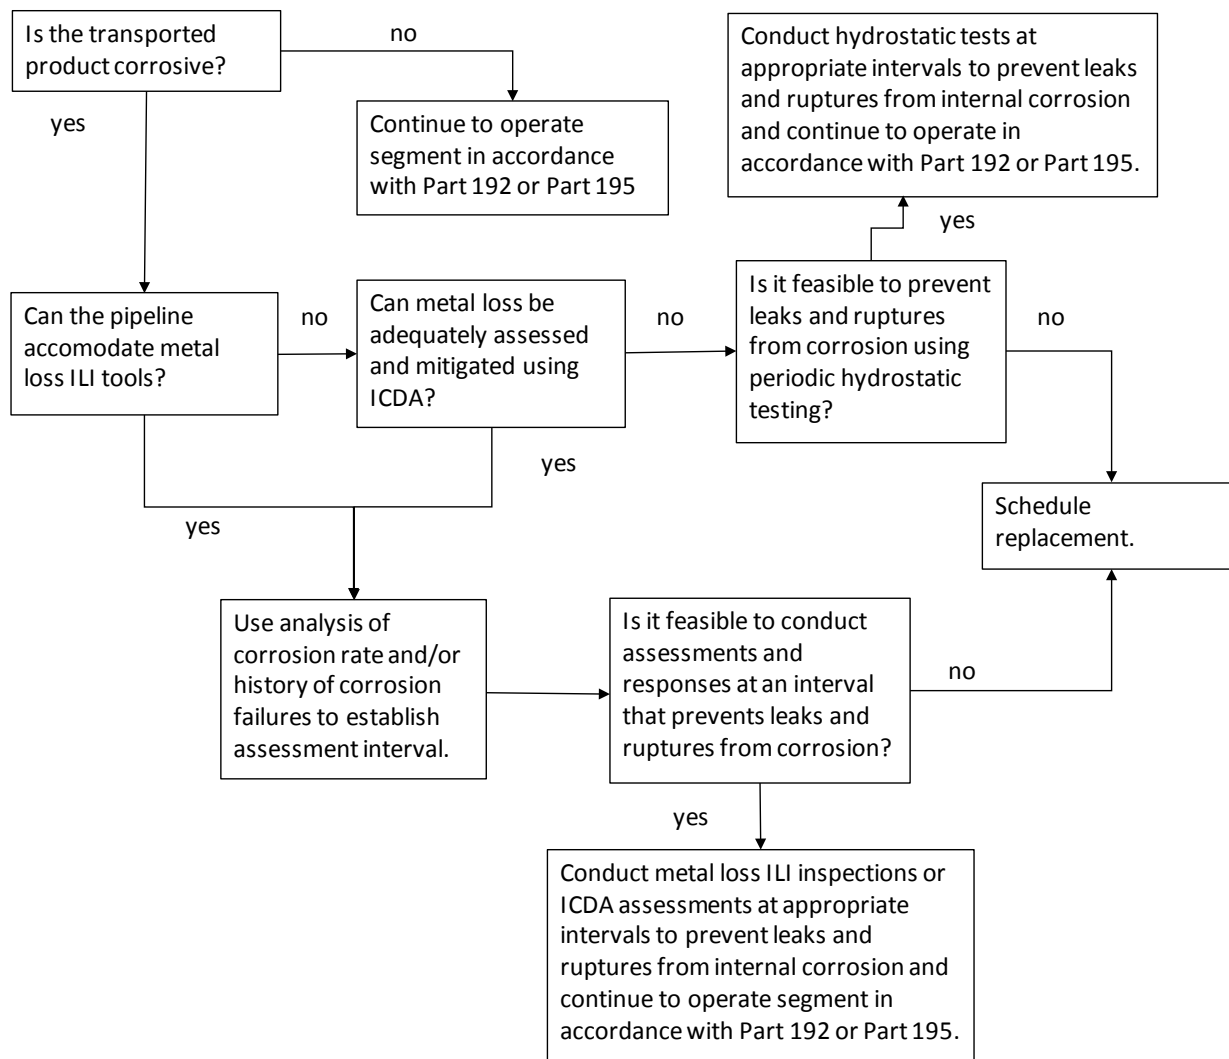 Is the transported
product corrosive?
no
yes
Continue to operate
segment in accordance
with Part 192 or Part 195
Conduct hydrostatic tests at
appropriate intervals to prevent leaks
and ruptures from internal corrosion
and continue to operate in
accordance with Part 192 or Part 195.
yes
Can the pipeline
accomodate metal
loss ILI tools?
no
Can metal loss be
adequately assessed
and mitigated using
ICDA?
no
Is it feasible to prevent
leaks and ruptures
from corrosion using
periodic hydrostatic
testing?
no
yes
yes
Schedule
replacement.
Use analysis of
corrosion rate and/or
history of corrosion
failures to establish
assessment interval.
Is it feasible to conduct
assessments and
responses at an interval
that prevents leaks and
ruptures from corrosion?
no
yes
Conduct metal loss ILI inspections or
ICDA assessments at appropriate
intervals to prevent leaks and
ruptures from internal corrosion and
continue to operate segment in
accordance with Part 192 or Part 195.